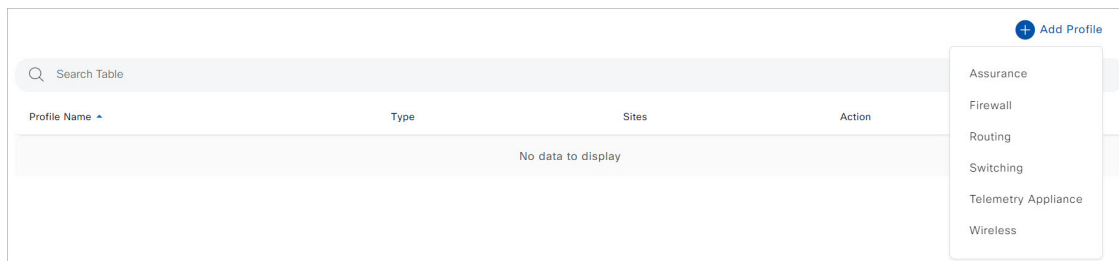 Add Profile
Search Table
Assurance
Firewall
Profile Name Type Sites Action
Routing
No data to display
Switching
Telemetry Appliance
Wireless